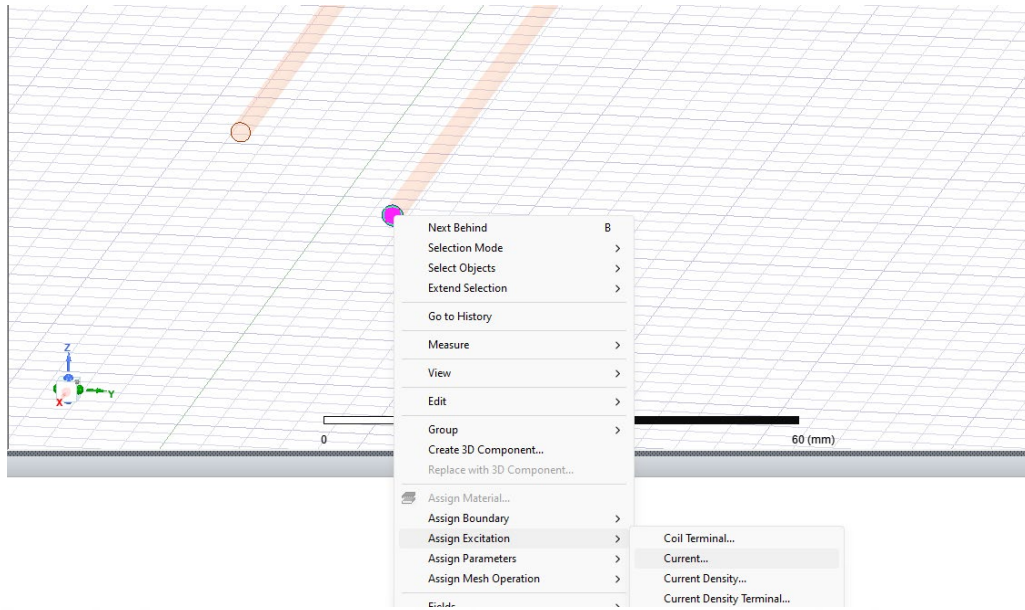 Next Behind B
Selection Mode
Select Objects
Extend Selection
Go to History
Measure
View
Edit
Group
Create 3D Component...
Replace with 3D Component...
Assign Material...
Assign Boundary
Assign Excitation
Assign Parameters
Assign Mesh Operation
Fields
Coil Terminal...
Current...
Current Density...
Current Density Terminal...
Z
Y
X
0
60 (mm)